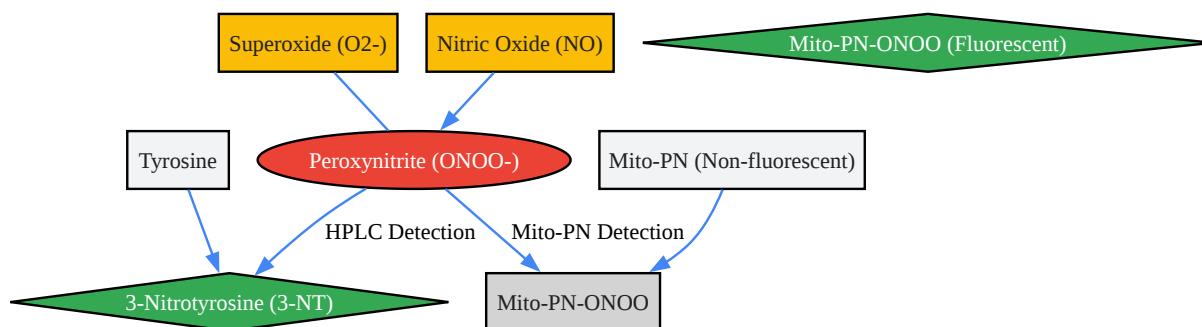 Superoxide (O2-)
Nitric Oxide (NO)
Mito-PN-ONOO (Fluorescent)
Tyrosine
Peroxynitrite (ONOO-)
Mito-PN (Non-fluorescent)
HPLC Detection
Mito-PN Detection
3-Nitrotyrosine (3-NT)
Mito-PN-ONOO